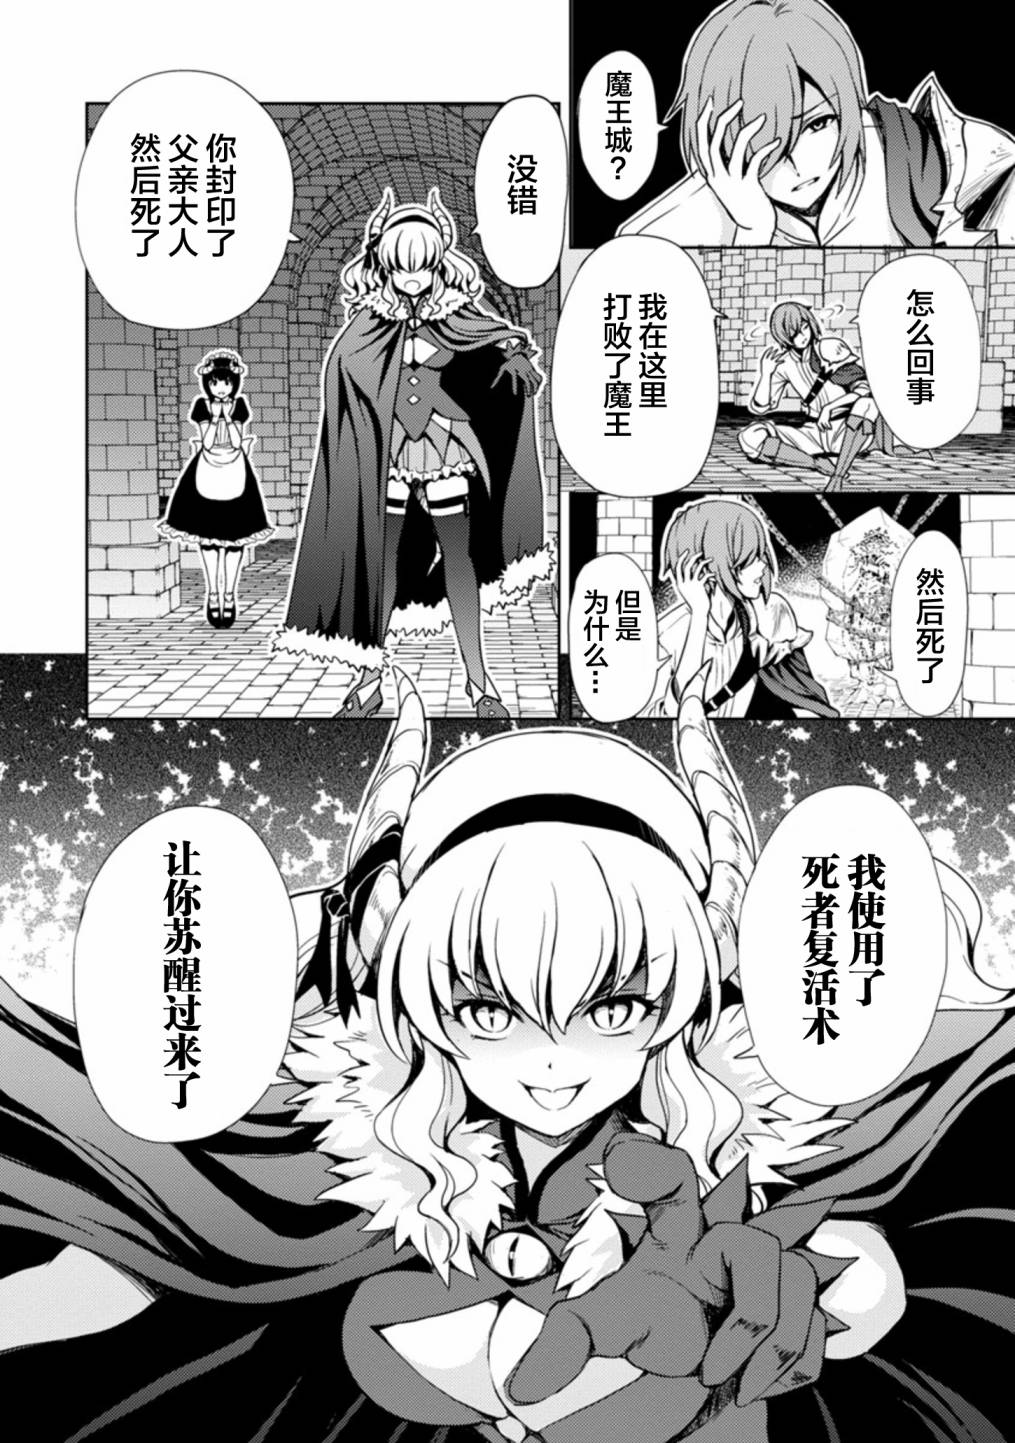 魔王城？
怎么回事
我在这里
打败了魔王
然后死了
但是
为什么…
没错
你封印了
父亲大人
然后死了
我使用了
死者复活术
让你苏醒过来了